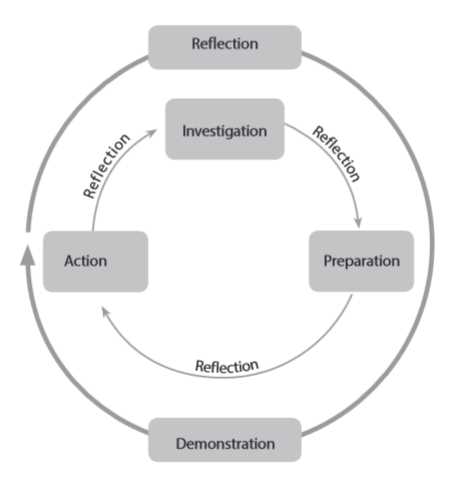 Reflection
Investigation
Reflection
Reflection
Action
Preparation
Reflection
Demonstration